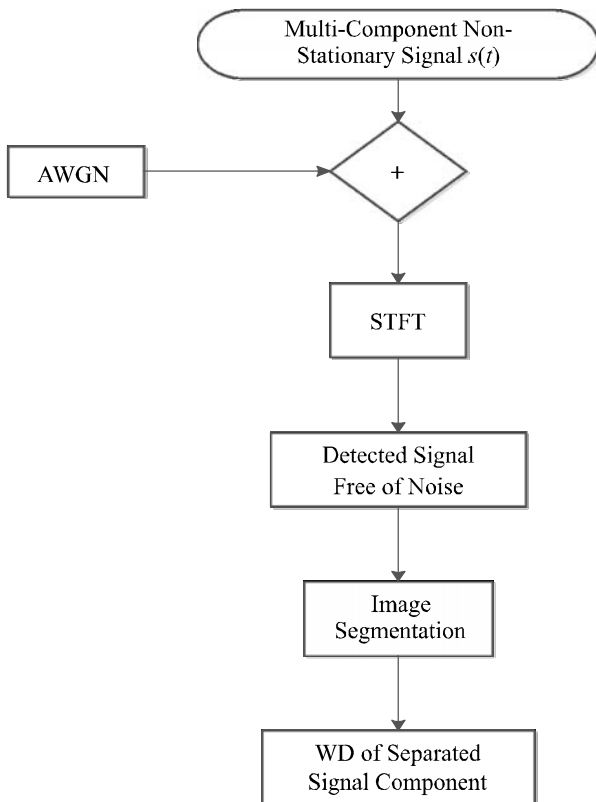 Multi-Component Non-
Stationary Signal s(t)
AWGN
+
STFT
Detected Signal
Free of Noise
Image
Segmentation
WD of Separated
Signal Component